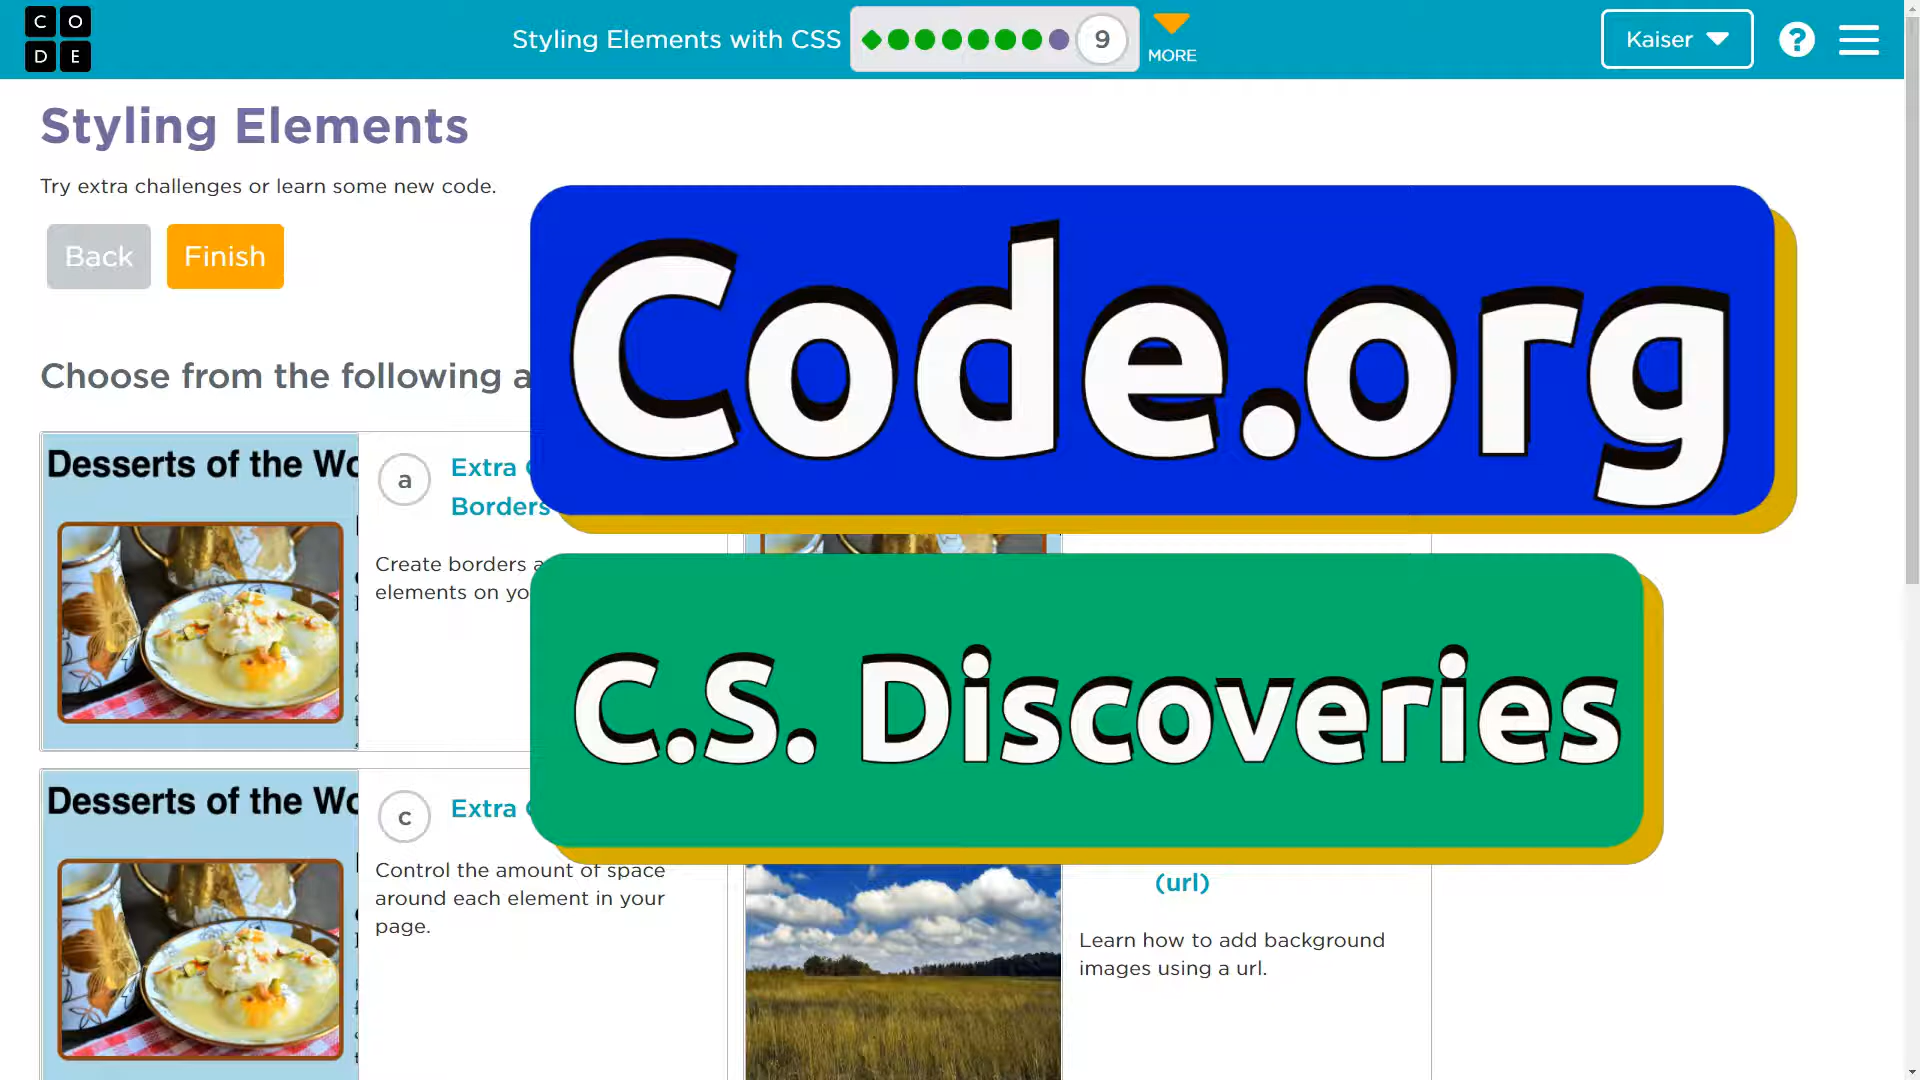 CODE
Styling Elements with CSS
9
MORE
Kaiser
?
Styling Elements
Try extra challenges or learn some new code.
Back
Finish
Choose from the following a
Code.org
Desserts of the Wo
a
Extra
Borders
Create borders a
elements on yo
C.S. Discoveries
Desserts of the Wo
c
Extra
Control the amount of space
around each element in your
page.
(url)
Learn how to add background
images using a url.